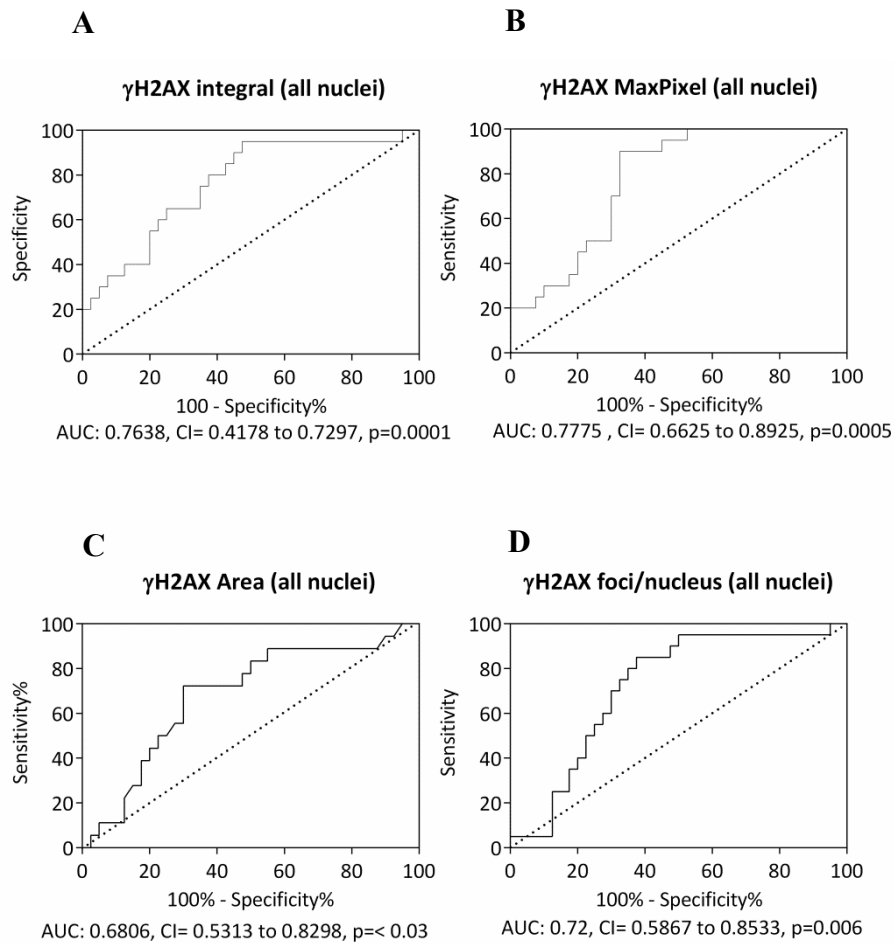 A
B
γH2AX integral (all nuclei)
γH2AX MaxPixel (all nuclei)
100
80
60
40
20
0
Specificity
0 20 40 60 80 100
100 - Specificity%
AUC: 0.7638, CI= 0.4178 to 0.7297, p=0.0001
100
80
60
40
20
0
Sensitivity
0 20 40 60 80 100
100% - Specificity%
AUC: 0.7775 , CI= 0.6625 to 0.8925, p=0.0005
C
D
γH2AX Area (all nuclei)
γH2AX foci/nucleus (all nuclei)
100
80
60
40
20
0
Sensitivity%
0 20 40 60 80 100
100% - Specificity%
AUC: 0.6806, CI= 0.5313 to 0.8298, p=< 0.03
100
80
60
40
20
0
Sensitivity
0 20 40 60 80 100
100% - Specificity%
AUC: 0.72, CI= 0.5867 to 0.8533, p=0.006